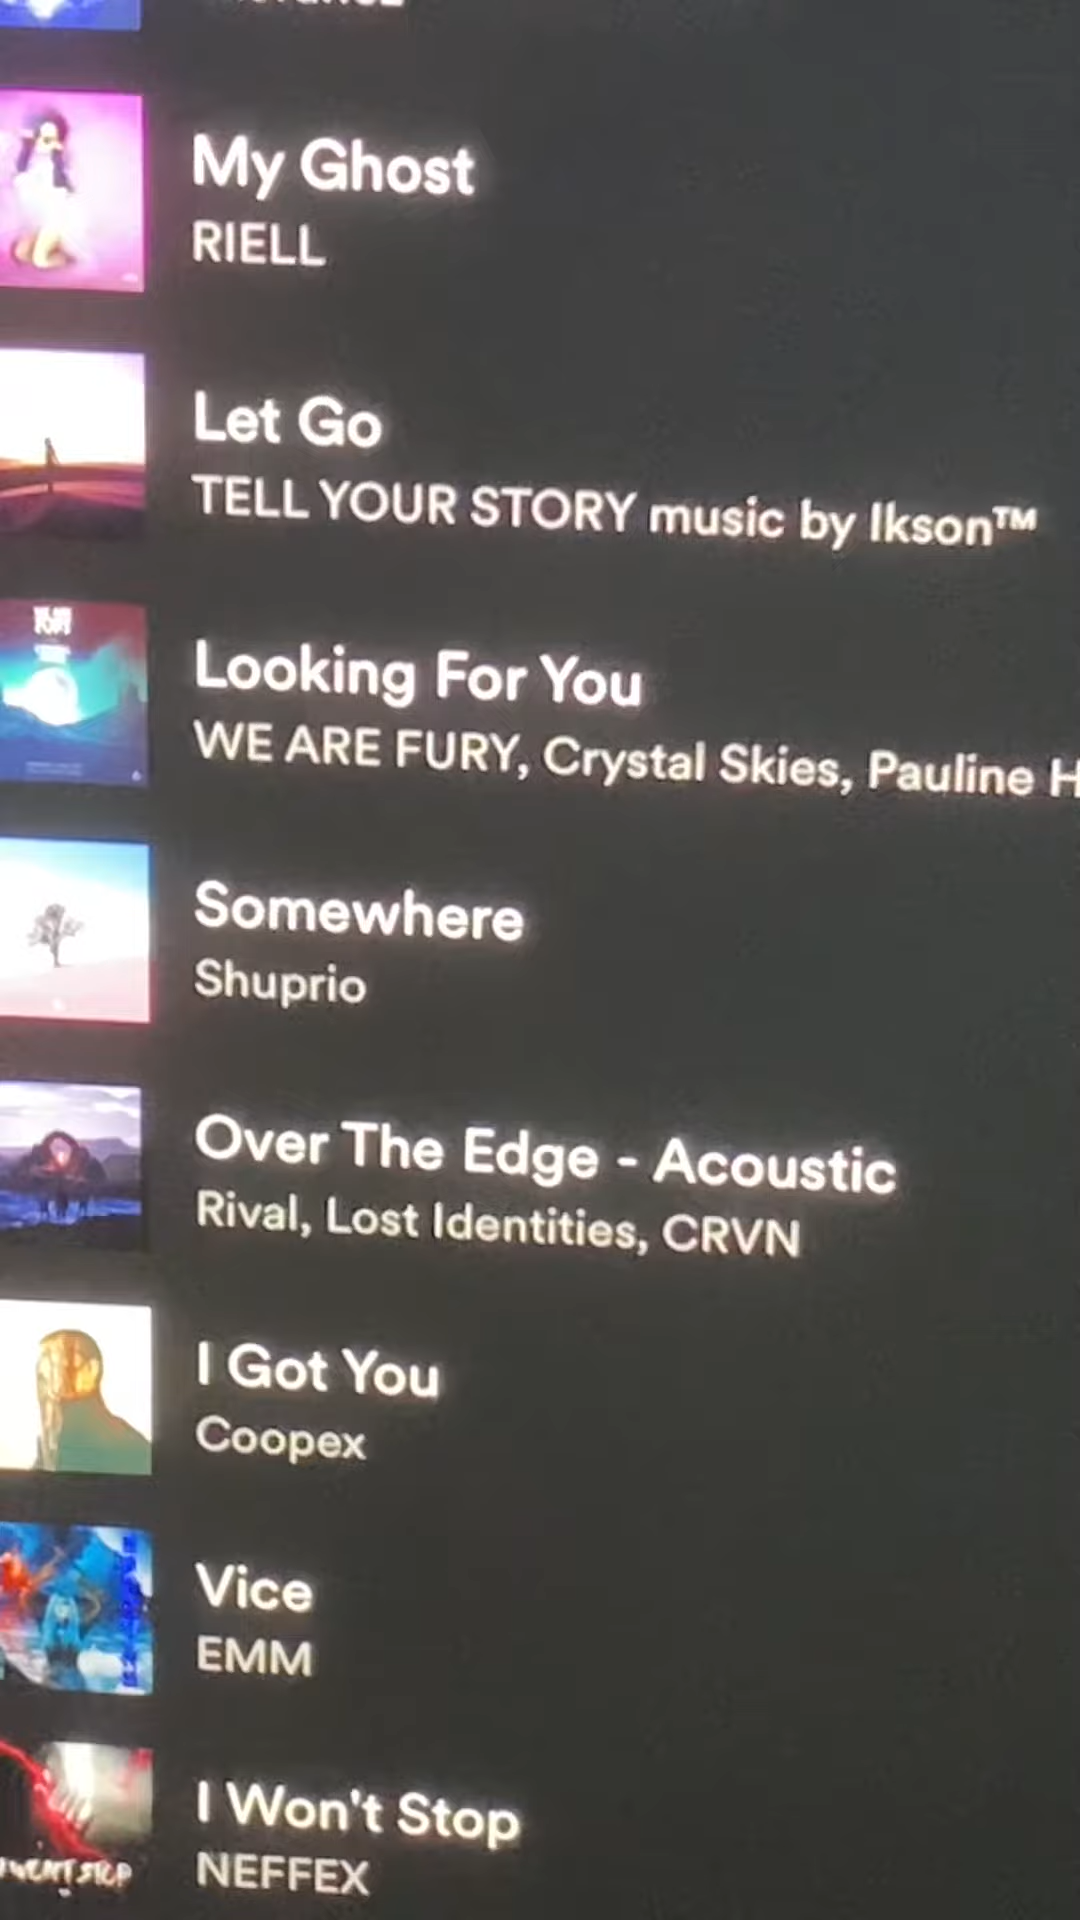 My Ghost
RIELL
Let Go
TELL YOUR STORY music by Ikson™
Looking For You
WE ARE FURY, Crystal Skies, Pauline H
Somewhere
Shuprio
Over The Edge - Acoustic
Rival, Lost Identities, CRVN
I Got You
Coopex
Vice
EMM
I Won't Stop
NEFFEX